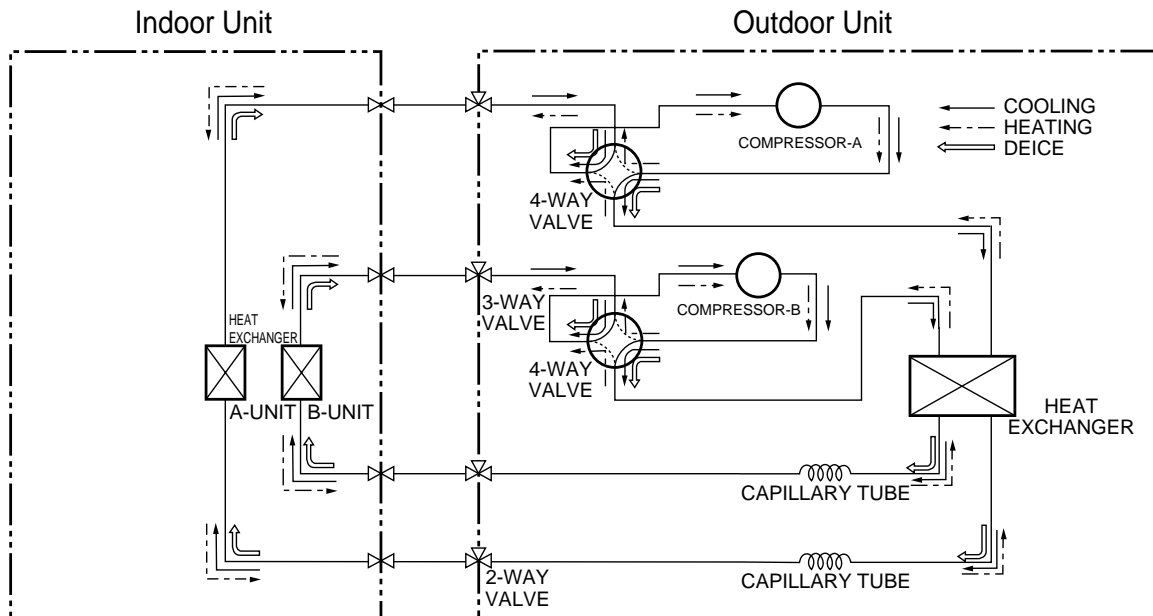 Indoor Unit
Outdoor Unit
COMPRESSOR-A
COOLING
HEATING
DEICE
4-WAY
VALVE
3-WAY
VALVE
COMPRESSOR-B
HEAT
EXCHANGER
4-WAY
VALVE
A-UNIT
B-UNIT
HEAT
EXCHANGER
CAPILLARY TUBE
2-WAY
VALVE
CAPILLARY TUBE